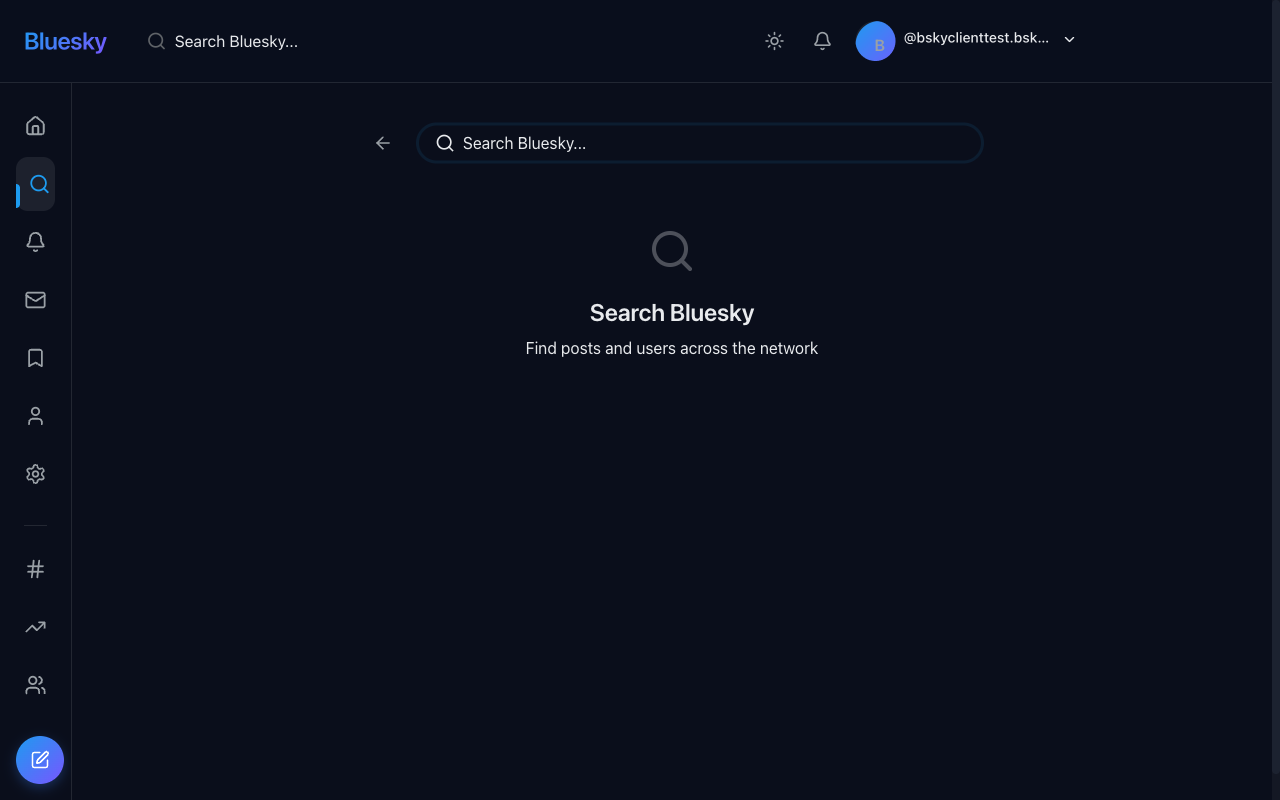 Bluesky
Search Bluesky...
B
@bskyclienttest.bsk...
Search Bluesky...
Search Bluesky
Find posts and users across the network